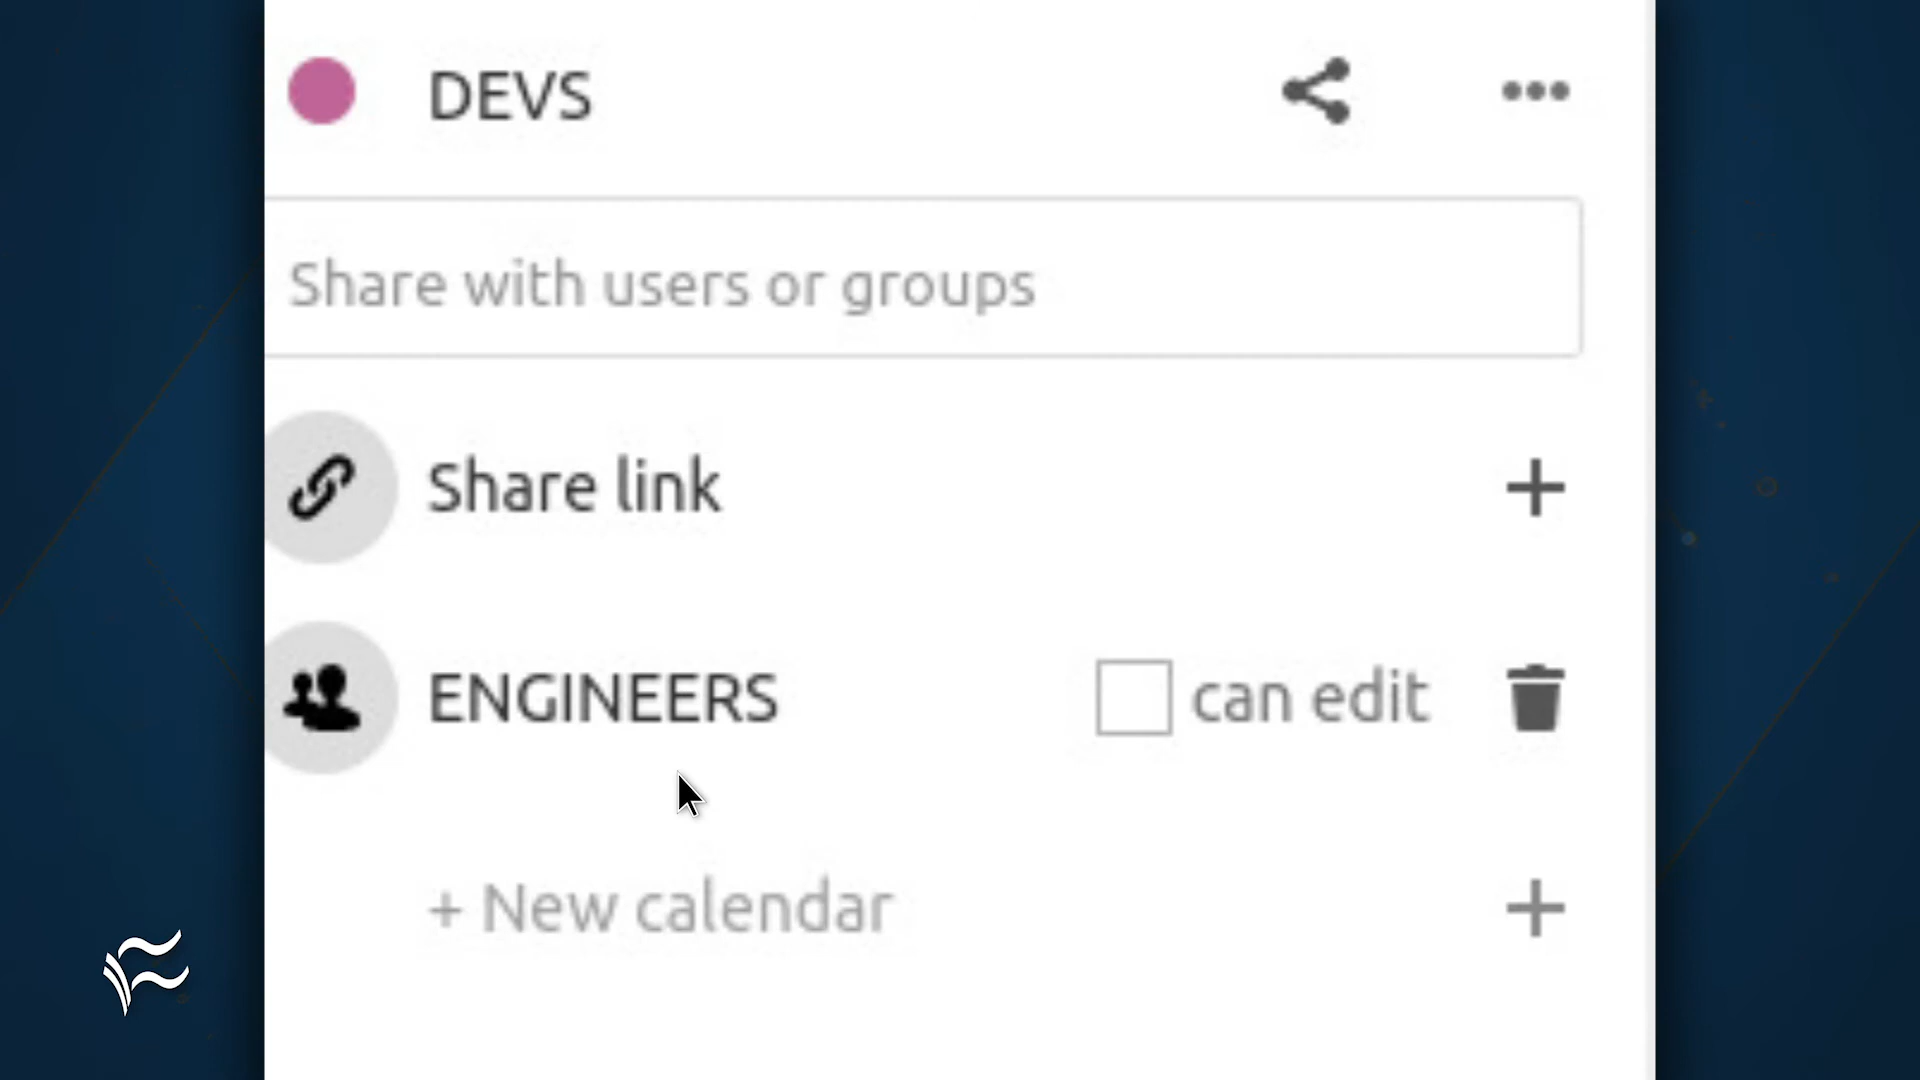 DEVS
Share with users or groups
Share link
ENGINEERS can edit
+ New calendar